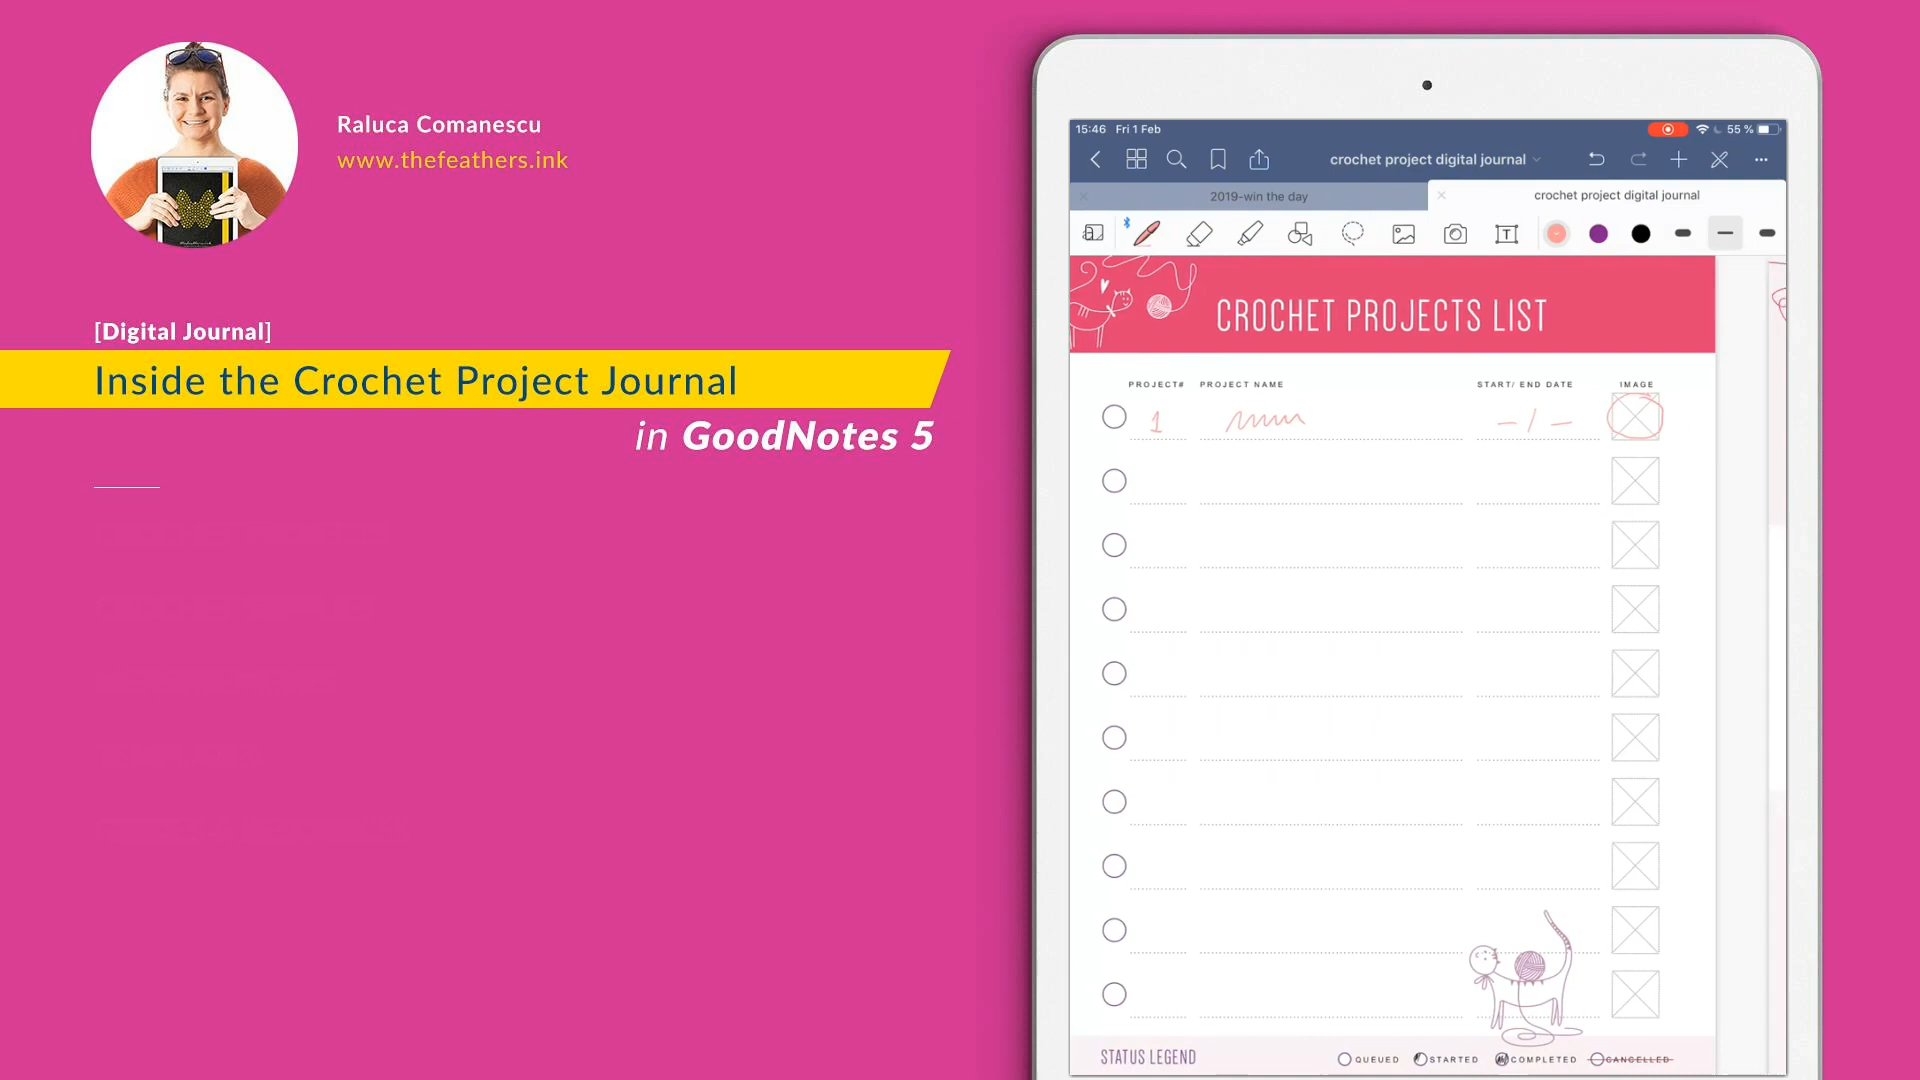 Raluca Comanescu
www.thefeathers.ink
[Digital Journal]
Inside the Crochet Project Journal
in GoodNotes 5
15:46 Fri 1 Feb
55 %
crochet project digital journal
2019-win the day
crochet project digital journal
T
CROCHET PROJECTS LIST
PROJECT# PROJECT NAME START/ END DATE IMAGE
1 - / -
STATUS LEGEND QUEUED STARTED COMPLETED CANCELLED